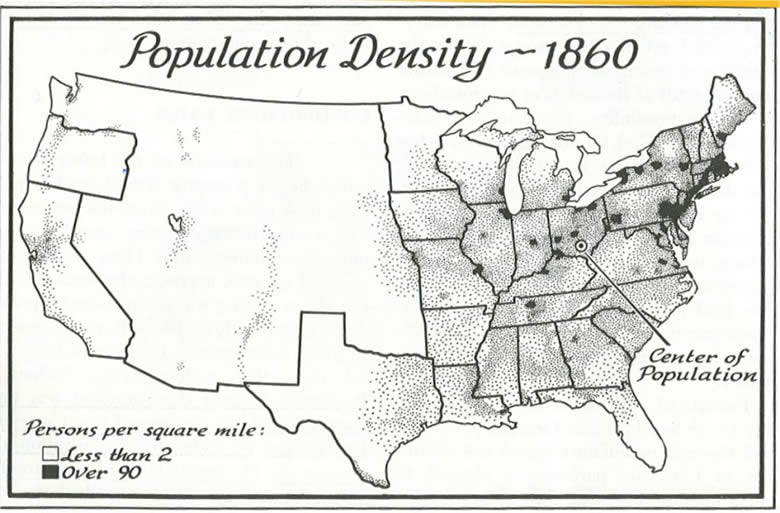 Population Density ~ 1860
Center of
Population
Persons per square mile:
Less than 2
Over 90